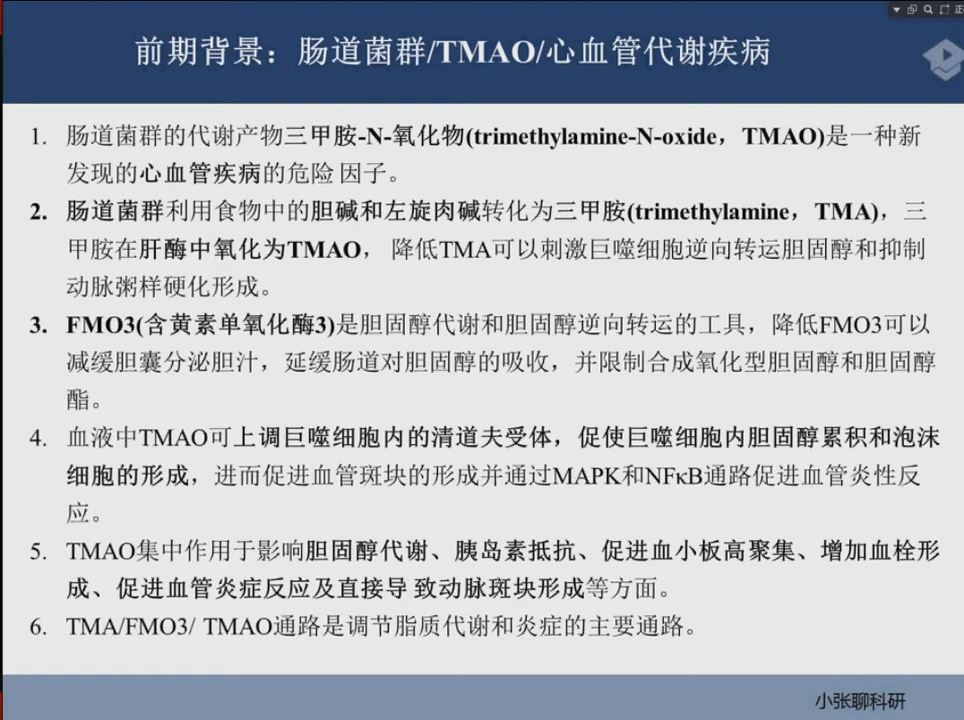 前期背景：肠道菌群/TMAO/心血管代谢疾病
1. 肠道菌群的代谢产物三甲胺-N-氧化物(trimethylamine-N-oxide，TMAO)是一种新
发现的心血管疾病的危险 因子。
2. 肠道菌群利用食物中的胆碱和左旋肉碱转化为三甲胺(trimethylamine，TMA)，三
甲胺在肝酶中氧化为TMAO， 降低TMA可以刺激巨噬细胞逆向转运胆固醇和抑制
动脉粥样硬化形成。
3. FMO3(含黄素单氧化酶3)是胆固醇代谢和胆固醇逆向转运的工具，降低FMO3可以
减缓胆囊分泌胆汁，延缓肠道对胆固醇的吸收，并限制合成氧化型胆固醇和胆固醇
酯。
4. 血液中TMAO可上调巨噬细胞内的清道夫受体，促使巨噬细胞内胆固醇累积和泡沫
细胞的形成，进而促进血管斑块的形成并通过MAPK和NFκB通路促进血管炎性反
应。
5. TMAO集中作用于影响胆固醇代谢、胰岛素抵抗、促进血小板高聚集、增加血栓形
成、促进血管炎症反应及直接导 致动脉斑块形成等方面。
6. TMA/FMO3/ TMAO通路是调节脂质代谢和炎症的主要通路。
小张聊科研